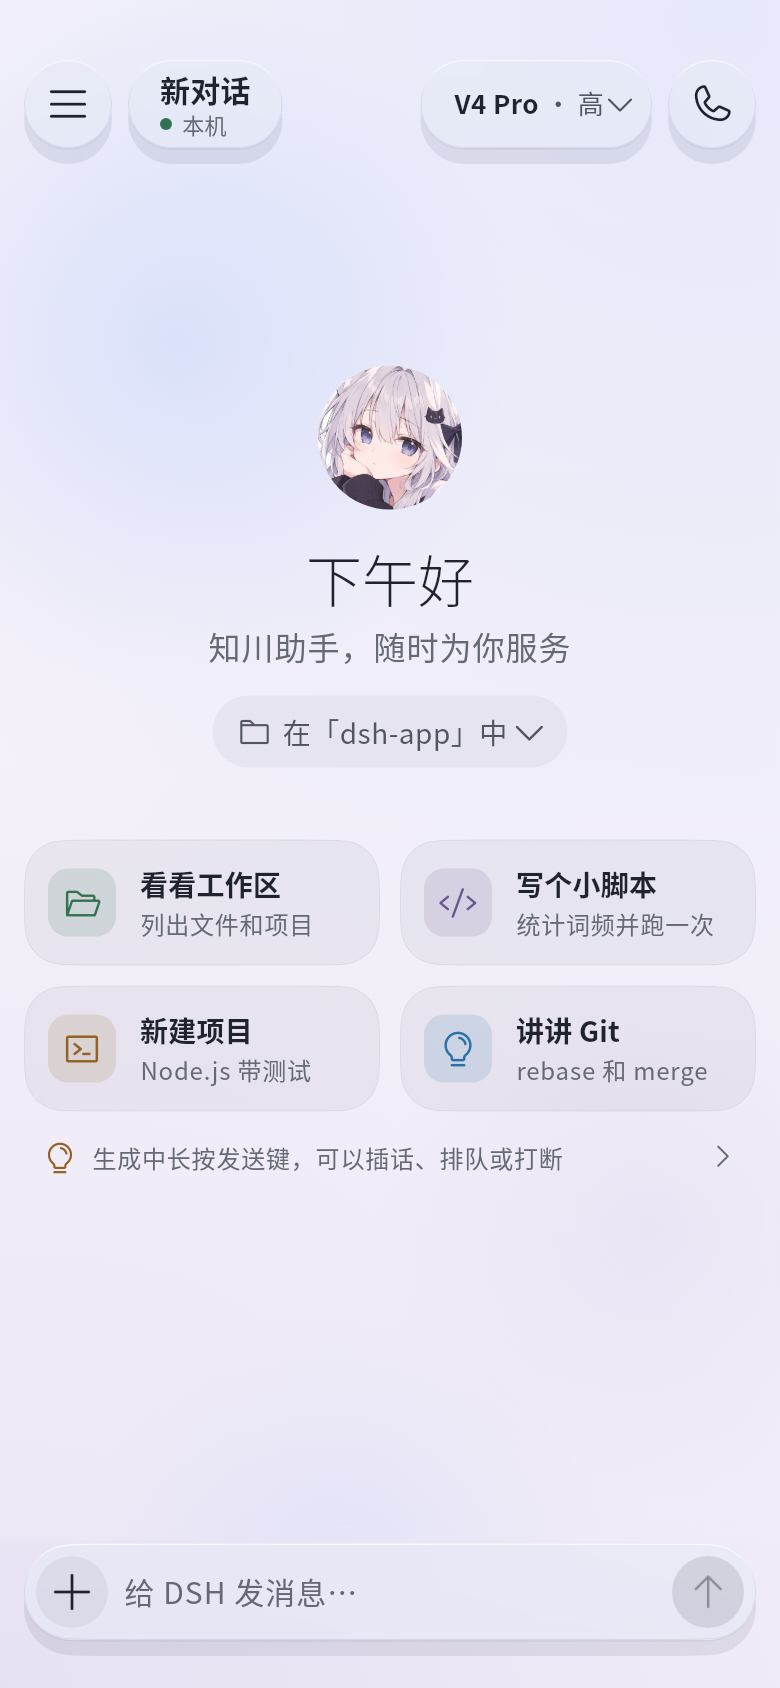 新对话
本机
V4 Pro · 高
下午好
知川助手，随时为你服务
在「dsh-app」中
看看工作区
列出文件和项目
写个小脚本
统计词频并跑一次
新建项目
Node.js 带测试
讲讲 Git
rebase 和 merge
生成中长按发送键，可以插话、排队或打断
给 DSH 发消息…